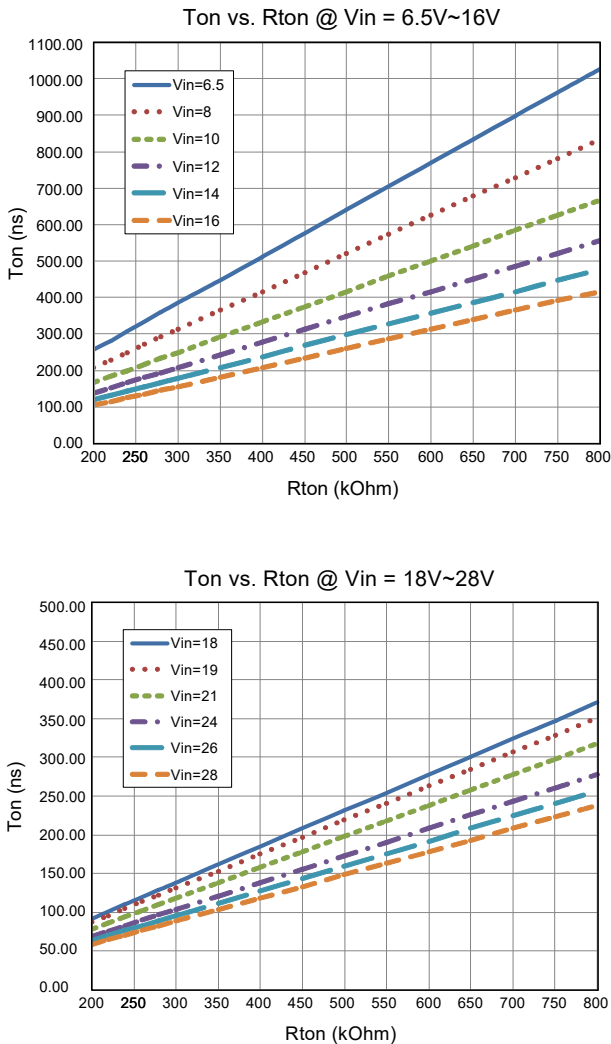 Ton vs. Rton @ Vin = 6.5V~16V
1100.00
1000.00
900.00
800.00
700.00
600.00
500.00
400.00
300.00
200.00
100.00
0.00
Ton (ns)
Vin=6.5
Vin=8
Vin=10
Vin=12
Vin=14
Vin=16
200 250 300 350 400 450 500 550 600 650 700 750 800
Rton (kOhm)
Ton vs. Rton @ Vin = 18V~28V
500.00
450.00
400.00
350.00
300.00
250.00
200.00
150.00
100.00
50.00
0.00
Ton (ns)
Vin=18
Vin=19
Vin=21
Vin=24
Vin=26
Vin=28
200 250 300 350 400 450 500 550 600 650 700 750 800
Rton (kOhm)